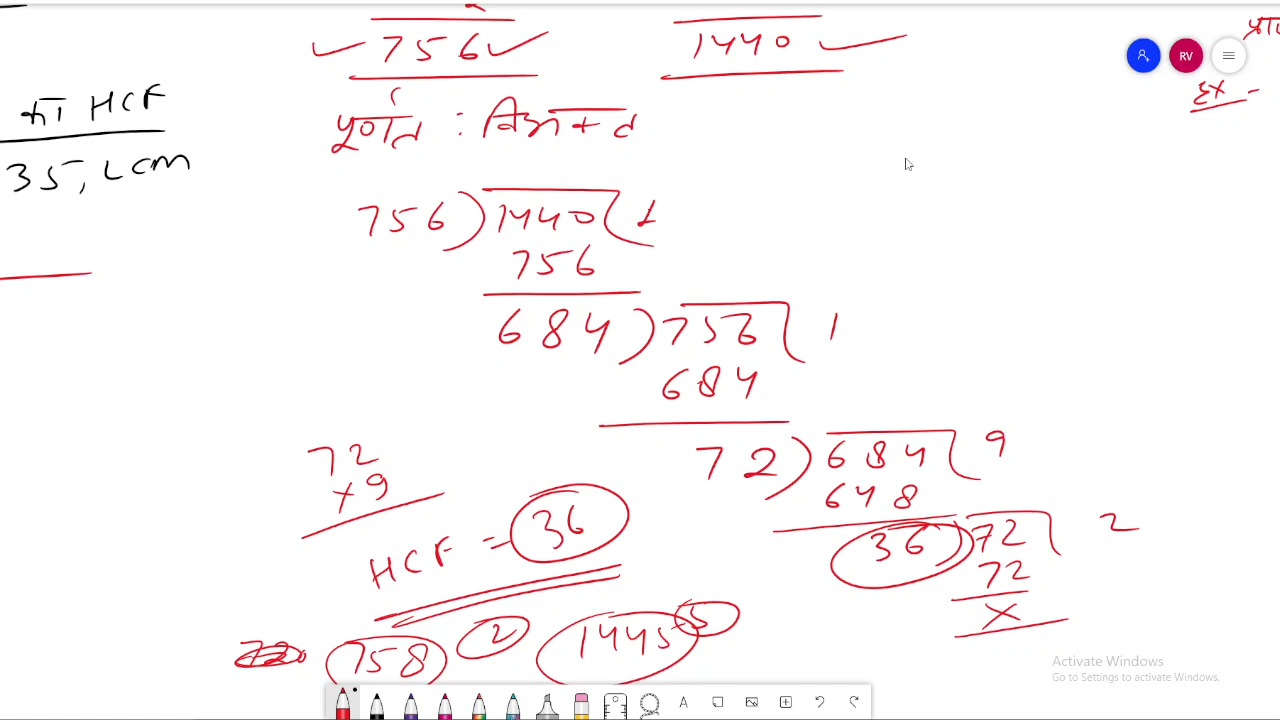 756 1440
RV
EX -
का HCF
35, LCM
पूर्णतः विभक्त
756 ) 1440 ( 1
756
684 ) 756 ( 1
684
72 ) 684 ( 9
648
36 ) 72 ( 2
72
x
72
x 9
HCF = 36
758 2 1445 5
Activate Windows
Go to Settings to activate Windows.
A